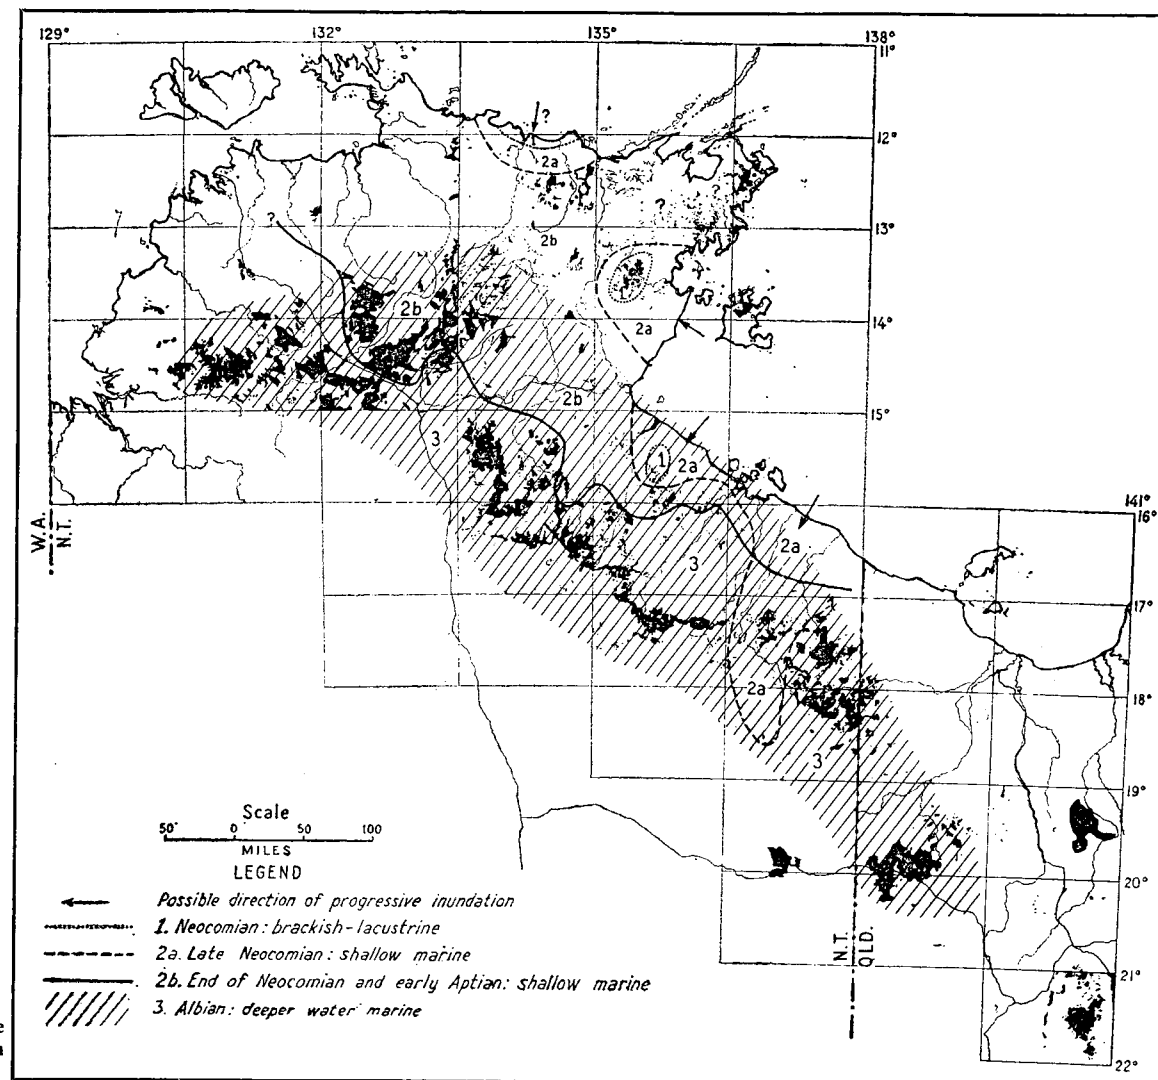 129° 132° 135° 138°
11°
?
12°
2a
?
?
?
13°
2b
2b
2a
14°
2b
15°
3
1
2a
141°
16°
W.A.
N.T.
2a
3
17°
2a
18°
3
19°
Scale
50 0 50 100
MILES
LEGEND
20°
Possible direction of progressive inundation
1. Neocomian: brackish-lacustrine
2a. Late Neocomian: shallow marine
2b. End of Neocomian and early Aptian: shallow marine
3. Albian: deeper water marine
N.T.
QLD.
21°
22°